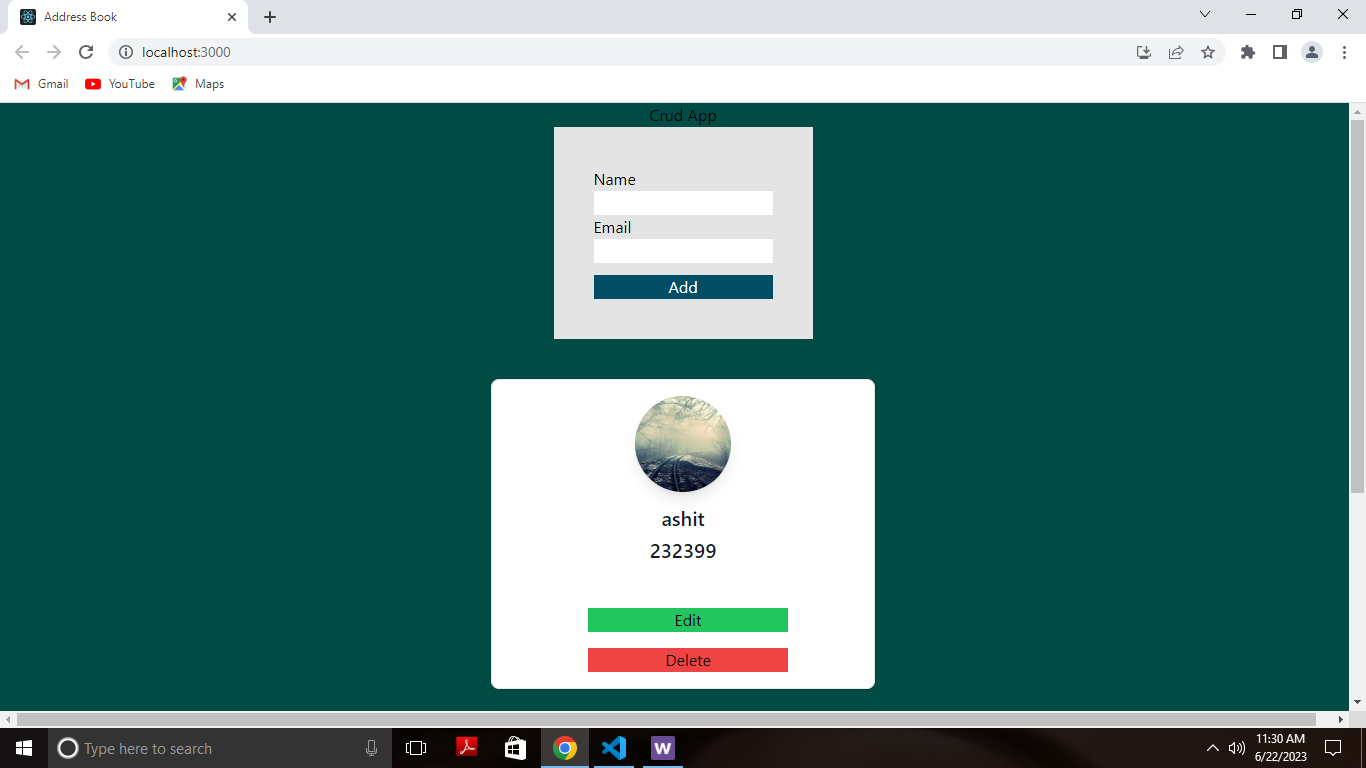 Address Book
localhost:3000
Gmail YouTube Maps
Crud App
Name
Email
Add
ashit
232399
Edit
Delete
Type here to search
W
11:30 AM
6/22/2023